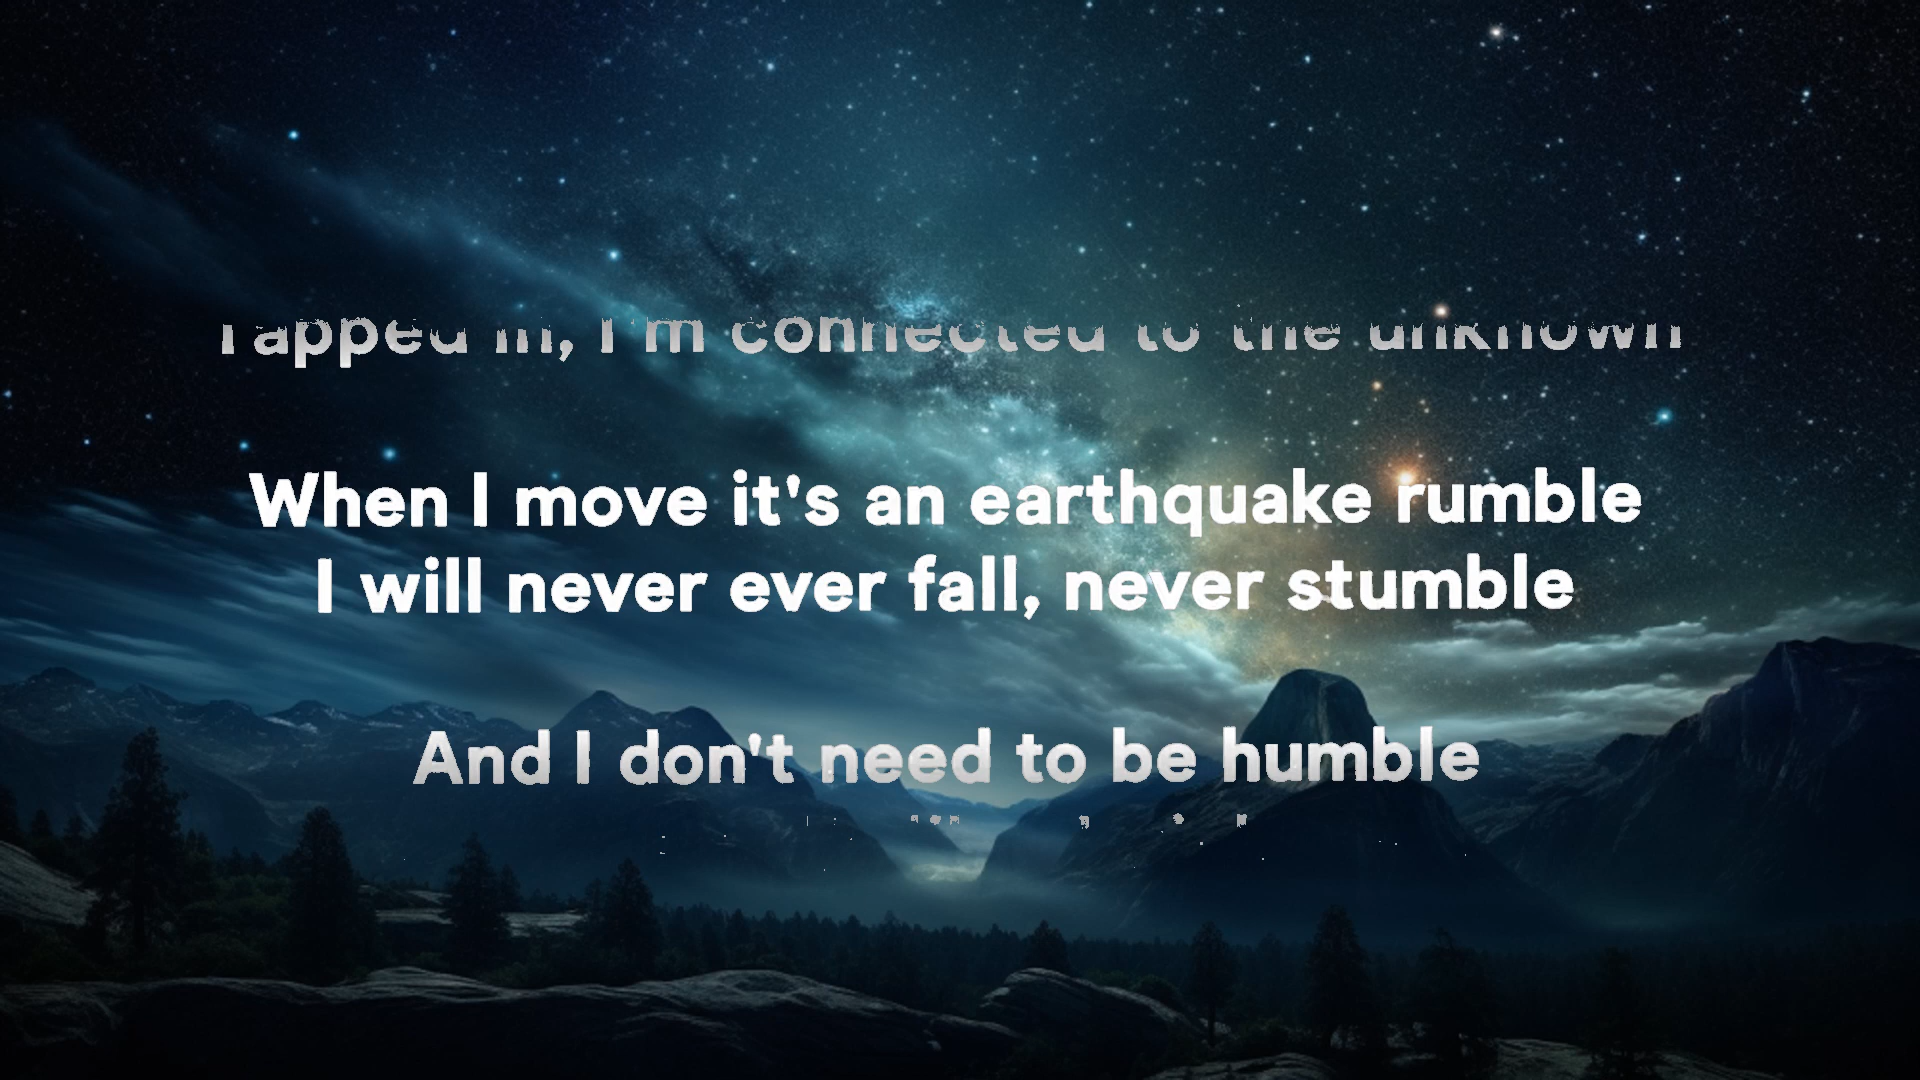 Tapped in, I'm connected to the unknown
When I move it's an earthquake rumble
I will never ever fall, never stumble
And I don't need to be humble